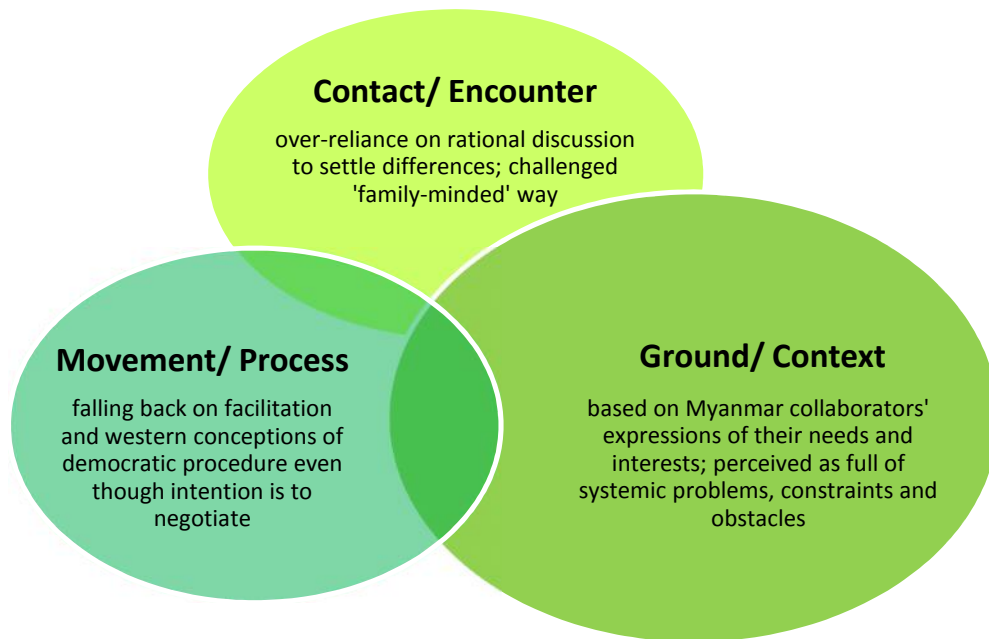 Contact/ Encounter
over-reliance on rational discussion
to settle differences; challenged
'family-minded' way
Movement/ Process
falling back on facilitation
and western conceptions of
democratic procedure even
though intention is to
negotiate
Ground/ Context
based on Myanmar collaborators'
expressions of their needs and
interests; perceived as full of
systemic problems, constraints and
obstacles